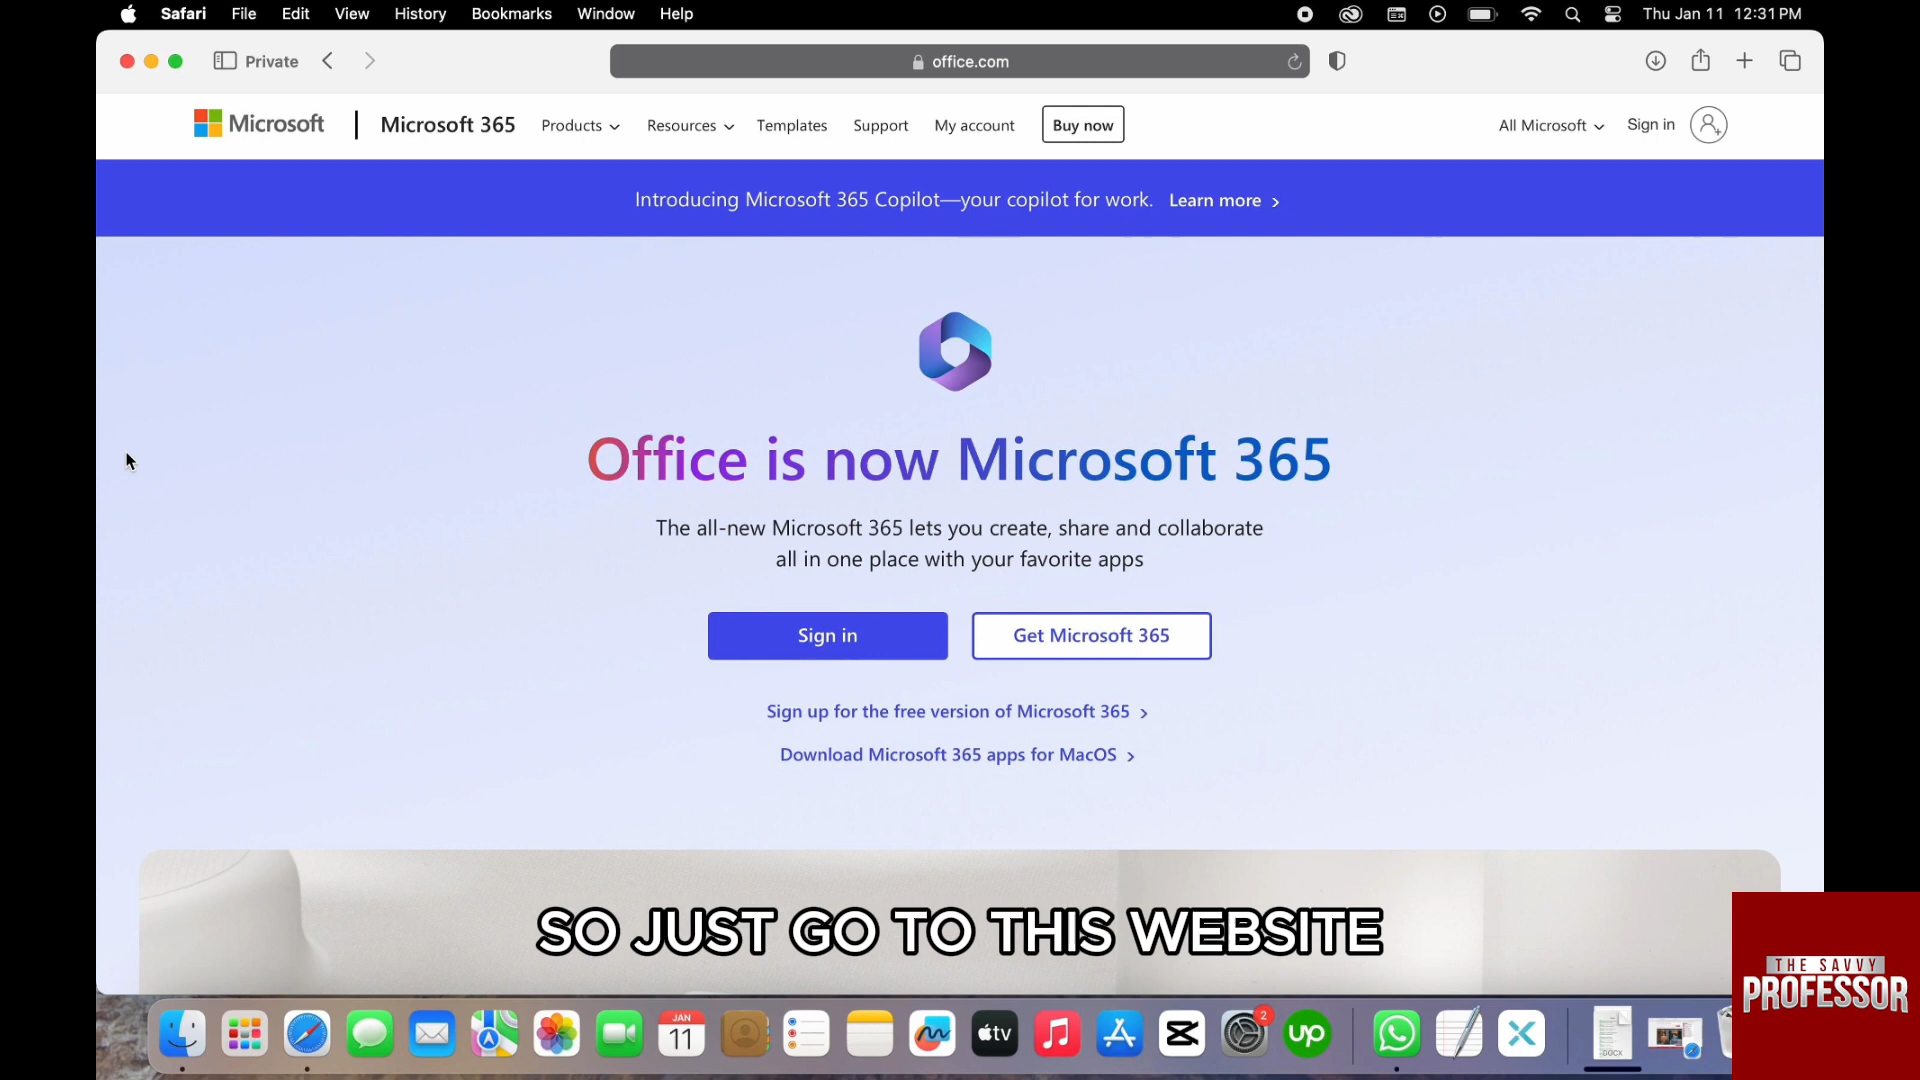 Safari File Edit View History Bookmarks Window Help Thu Jan 11 12:31 PM
Private office.com
Microsoft Microsoft 365 Products Resources Templates Support My account Buy now All Microsoft Sign in
Introducing Microsoft 365 Copilot—your copilot for work. Learn more >
Office is now Microsoft 365
The all-new Microsoft 365 lets you create, share and collaborate
all in one place with your favorite apps
Sign in Get Microsoft 365
Sign up for the free version of Microsoft 365 >
Download Microsoft 365 apps for MacOS >
SO JUST GO TO THIS WEBSITE
THE SAVVY
PROFESSOR
JAN
11
tv
2
up
DOCX